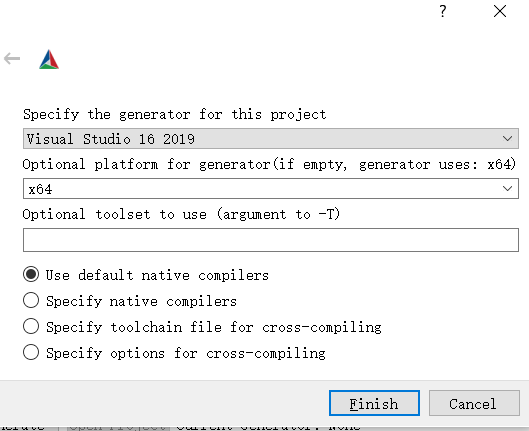 ?
Specify the generator for this project
Visual Studio 16 2019
Optional platform for generator(if empty, generator uses: x64)
x64
Optional toolset to use (argument to -T)
Use default native compilers
Specify native compilers
Specify toolchain file for cross-compiling
Specify options for cross-compiling
Finish Cancel
Open Project Current Generator: None